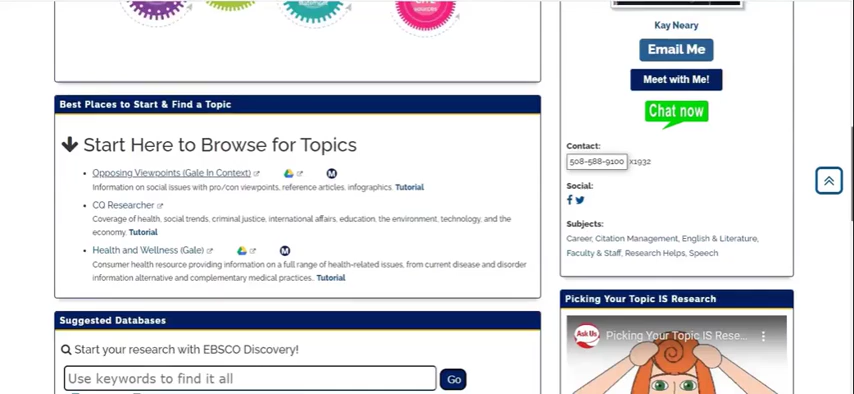 Best Places to Start & Find a Topic
Start Here to Browse for Topics
Opposing Viewpoints (Gale In Context)
Information on social issues with pro/con viewpoints, reference articles, infographics. Tutorial
CQ Researcher
Coverage of health, social trends, criminal justice, international affairs, education, the environment, technology, and the
economy. Tutorial
Health and Wellness (Gale)
Consumer health resource providing information on a full range of health-related issues, from current disease and disorder
information alternative and complementary medical practices.. Tutorial
Suggested Databases
Start your research with EBSCO Discovery!
Use keywords to find it all
Go
Kay Neary
Email Me
Meet with Me!
Chat now
Contact:
508-588-9100 x1932
Social:
Subjects:
Career, Citation Management, English & Literature,
Faculty & Staff, Research Helps, Speech
Picking Your Topic IS Research
Ask Us
Picking Your Topic IS Rese...